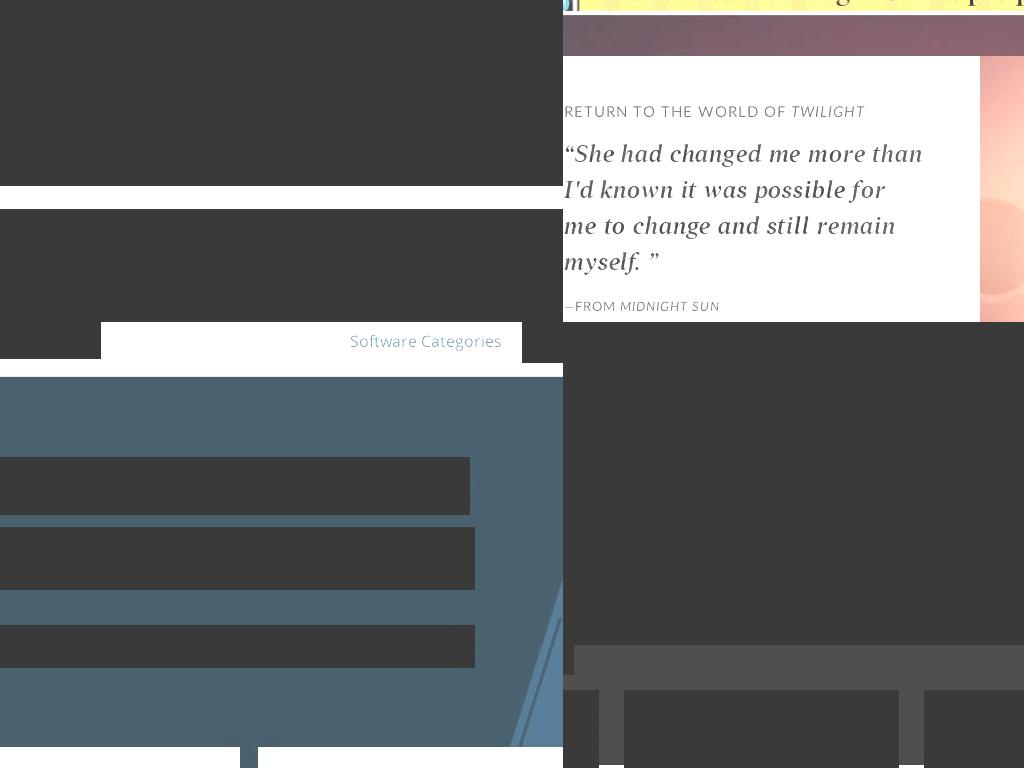 RETURN TO THE WORLD OF TWILIGHT
“She had changed me more than
I'd known it was possible for
me to change and still remain
myself. ”
—FROM MIDNIGHT SUN
Software Categories